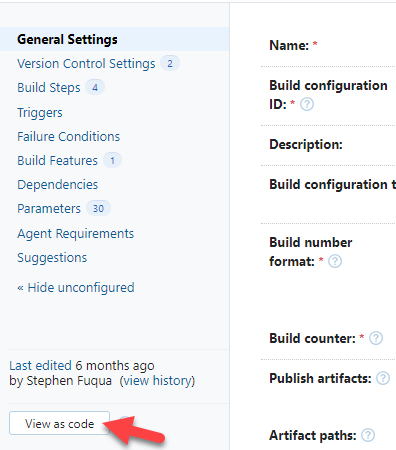 General Settings
Version Control Settings 2
Build Steps 4
Triggers
Failure Conditions
Build Features 1
Dependencies
Parameters 30
Agent Requirements
Suggestions
« Hide unconfigured
Last edited 6 months ago
by Stephen Fuqua (view history)
View as code
Name: *
Build configuration
ID: * ?
Description:
Build configuration t
Build number
format: * ?
Build counter: * ?
Publish artifacts: ?
Artifact paths: ?